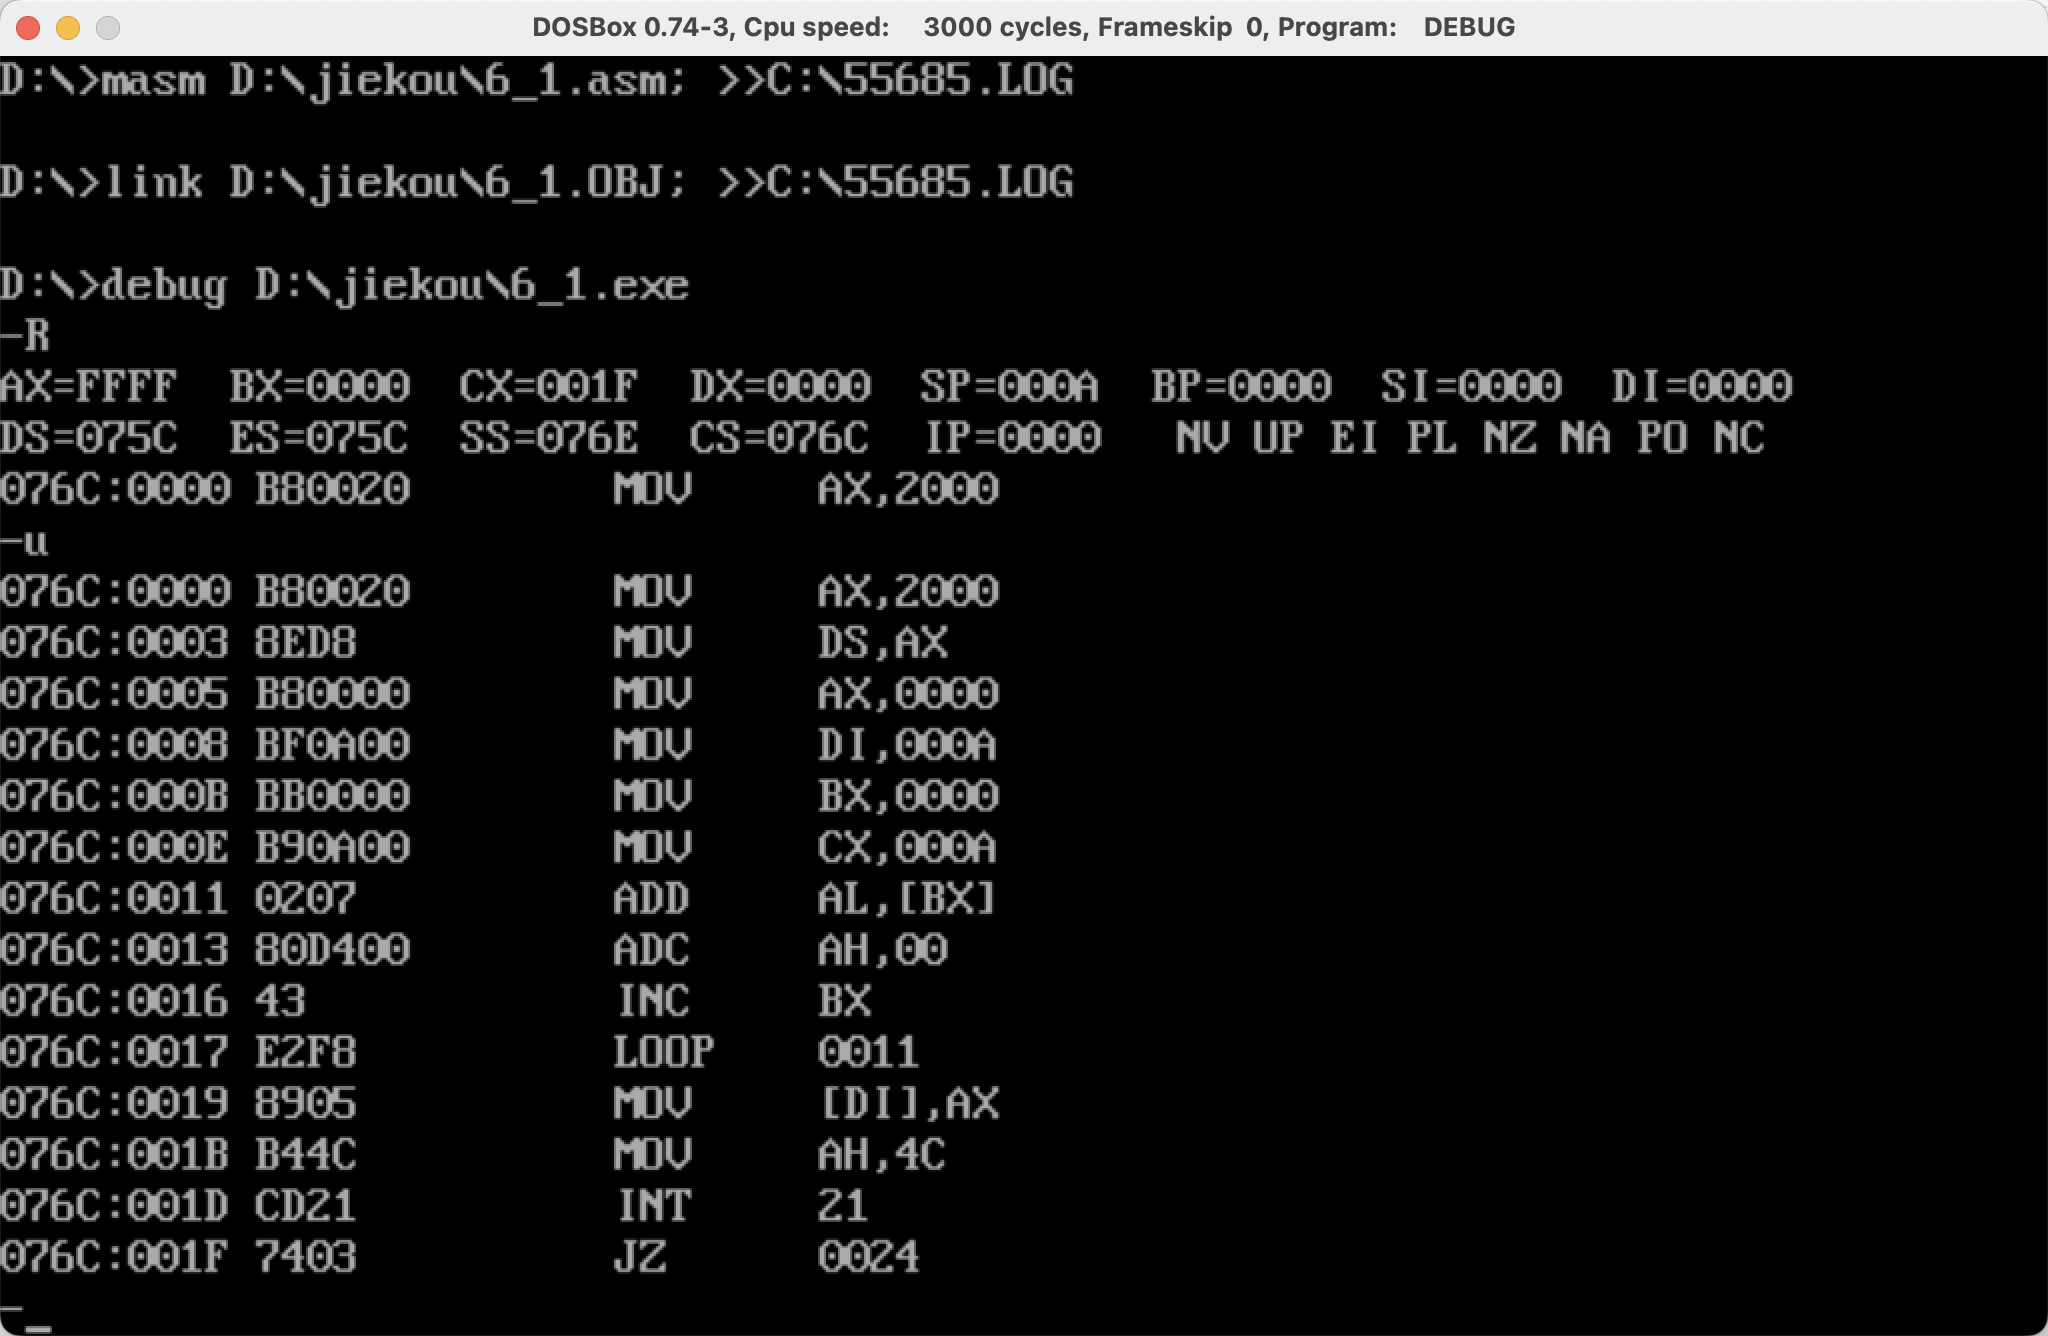 DOSBox 0.74-3, Cpu speed: 3000 cycles, Frameskip 0, Program: DEBUG
D:\>masm D:\jiekou\6_1.asm; >>C:\55685.LOG
D:\>link D:\jiekou\6_1.OBJ; >>C:\55685.LOG
D:\>debug D:\jiekou\6_1.exe
-R
AX=FFFF  BX=0000  CX=001F  DX=0000  SP=000A  BP=0000  SI=0000  DI=0000
DS=075C  ES=075C  SS=076E  CS=076C  IP=0000   NV UP EI PL NZ NA PO NC
076C:0000 B80020        MOV     AX,2000
-u
076C:0000 B80020        MOV     AX,2000
076C:0003 8ED8          MOV     DS,AX
076C:0005 B80000        MOV     AX,0000
076C:0008 BF0A00        MOV     DI,000A
076C:000B BB0000        MOV     BX,0000
076C:000E B90A00        MOV     CX,000A
076C:0011 0207          ADD     AL,[BX]
076C:0013 80D400        ADC     AH,00
076C:0016 43            INC     BX
076C:0017 E2F8          LOOP    0011
076C:0019 8905          MOV     [DI],AX
076C:001B B44C          MOV     AH,4C
076C:001D CD21          INT     21
076C:001F 7403          JZ      0024
-_